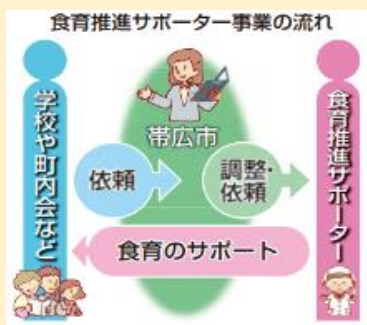 食育推進サポーター事業の流れ
学校や町内会など
帯広市
依頼
調整・
依頼
食育のサポート
食育推進サポーター